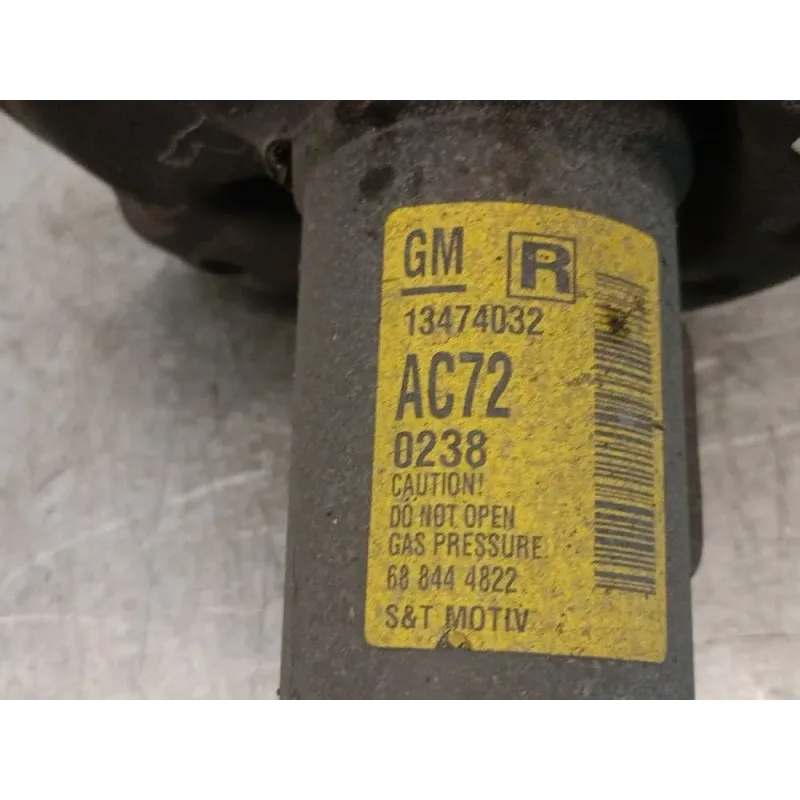 GM R
13474032
AC72
0238
CAUTION!
DO NOT OPEN
GAS PRESSURE
68 844 4822
S&T MOTIV